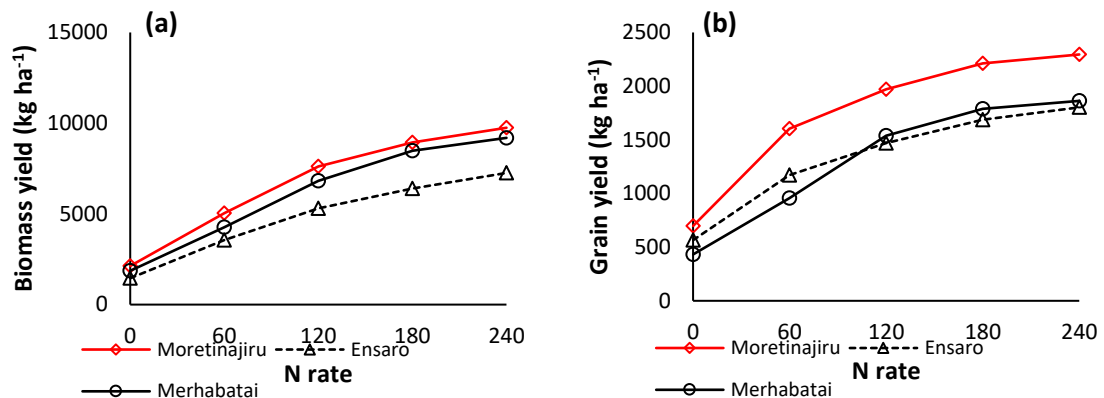 (a)
Biomass yield (kg ha⁻¹)
15000
10000
5000
0
0 60 120 180 240
N rate
Moretinajiru
Ensaro
Merhabatai
(b)
Grain yield (kg ha⁻¹)
2500
2000
1500
1000
500
0
0 60 120 180 240
N rate
Moretinajiru
Ensaro
Merhabatai